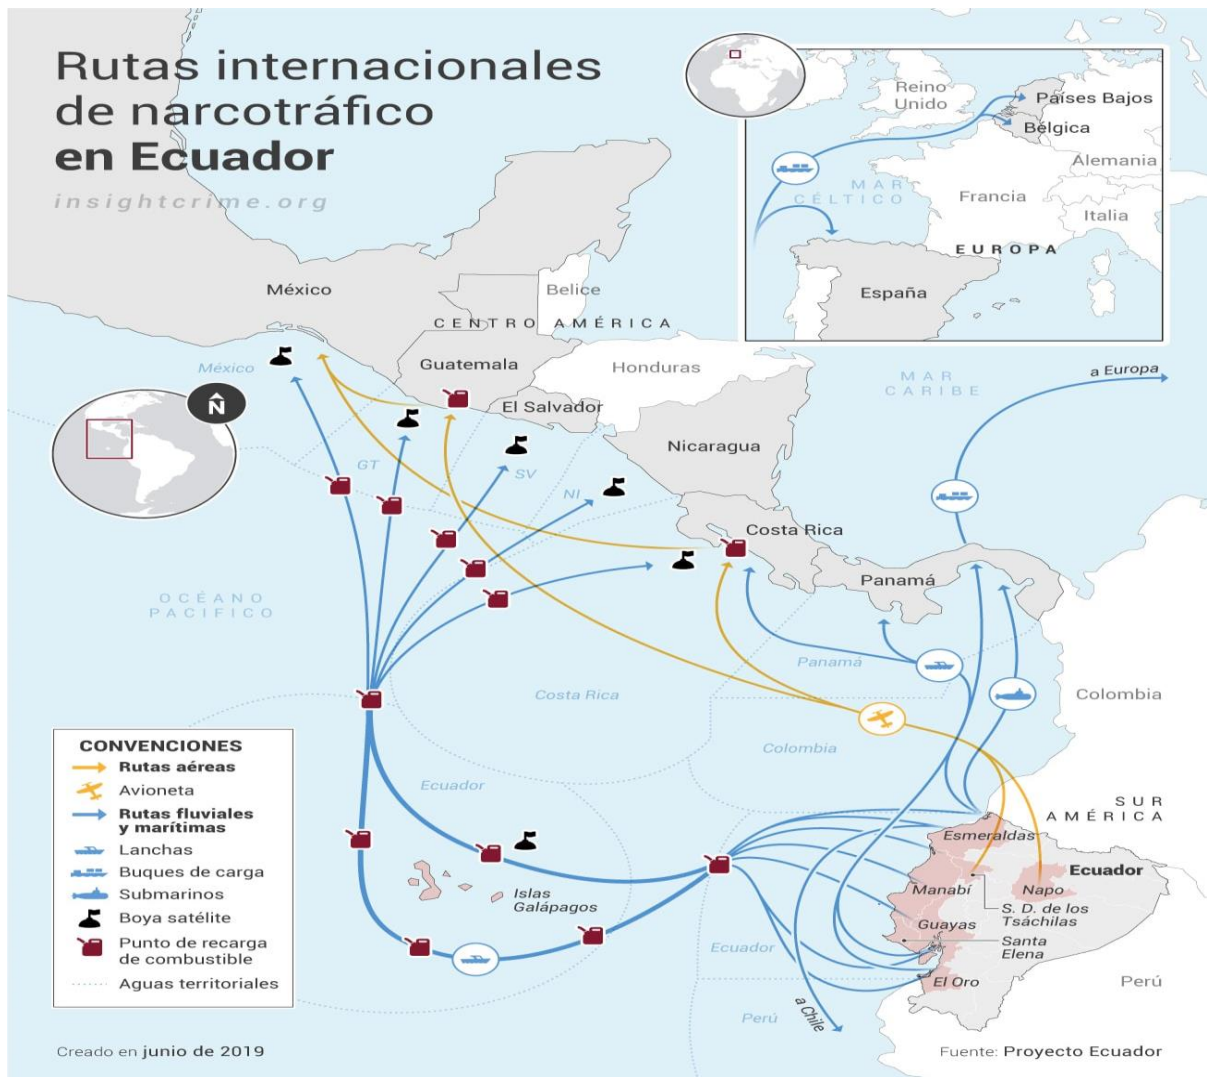 Rutas internacionales
de narcotráfico
en Ecuador
insightcrime.org
Reino
Unido
Países Bajos
Bélgica
Alemania
MAR
CÉLTICO
Francia
Italia
EUROPA
España
México
Belice
CENTRO AMÉRICA
Guatemala
Honduras
El Salvador
Nicaragua
MAR
CARIBE
a Europa
México
N
GT
SV
NI
Costa Rica
Panamá
OCÉANO
PACIFICO
Panamá
Costa Rica
Colombia
Colombia
Ecuador
SUR
AMÉRICA
CONVENCIONES
Rutas aéreas
Avioneta
Rutas fluviales
y marítimas
Lanchas
Buques de carga
Submarinos
Boya satélite
Punto de recarga
de combustible
Aguas territoriales
Islas
Galápagos
Esmeraldas
Ecuador
Manabí
Napo
S. D. de los
Tsáchilas
Guayas
Santa
Elena
Ecuador
El Oro
Perú
Perú
a Chile
Creado en junio de 2019
Fuente: Proyecto Ecuador